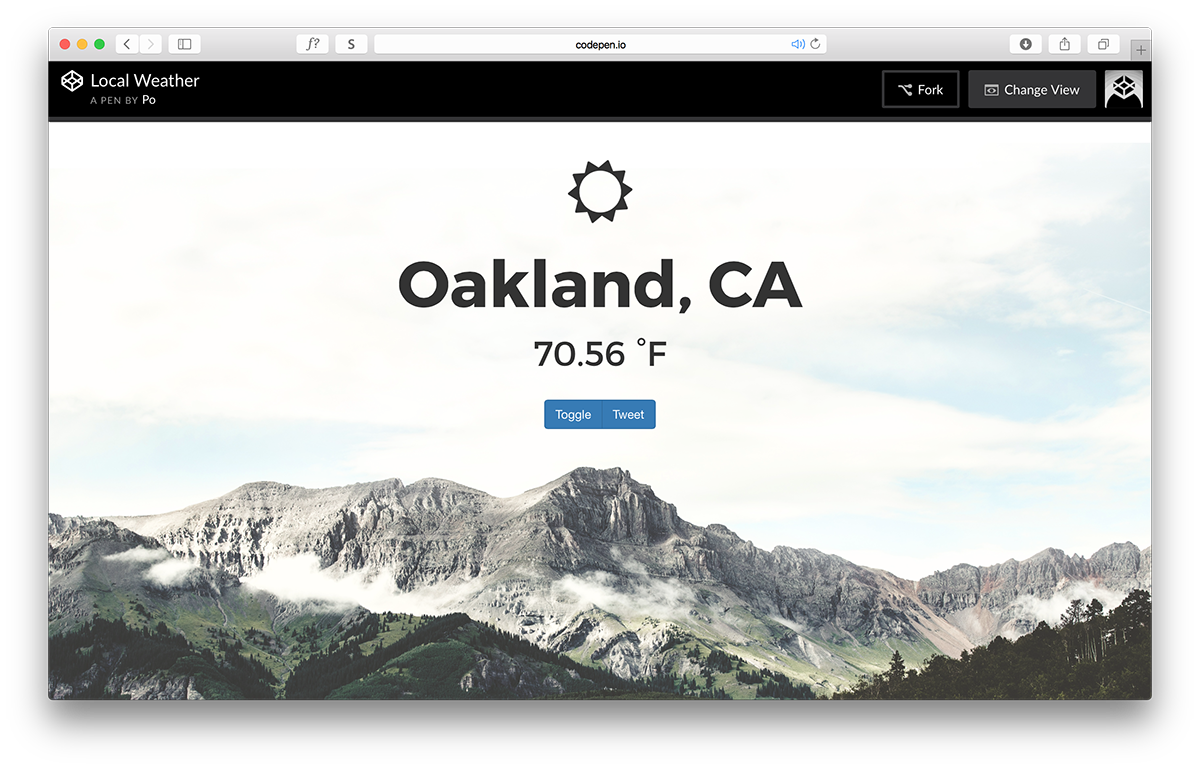 f?
S
codepen.io
Local Weather
A PEN BY Po
Fork
Change View
Oakland, CA
70.56 °F
Toggle
Tweet